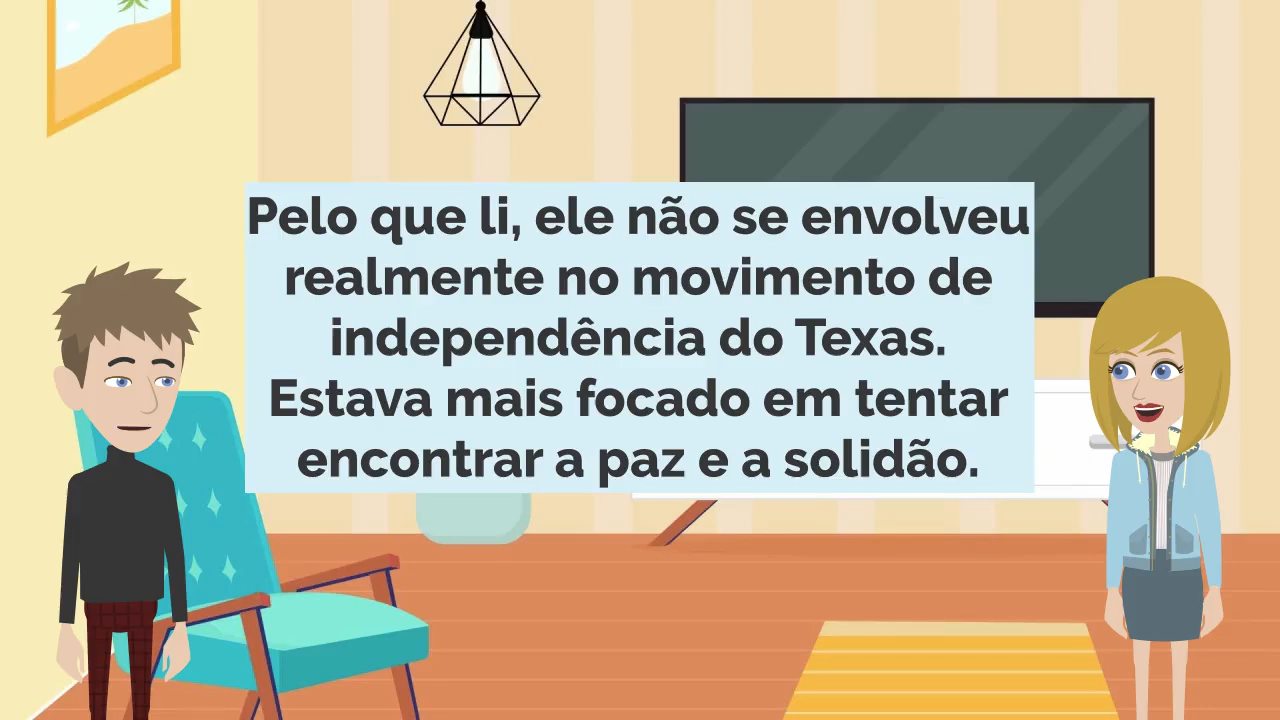 Pelo que li, ele não se envolveu
realmente no movimento de
independência do Texas.
Estava mais focado em tentar
encontrar a paz e a solidão.